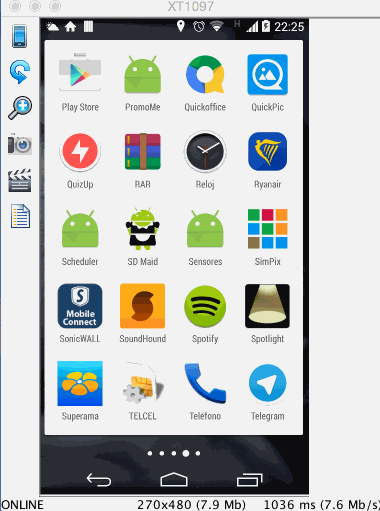 XT1097
H 22:25
Play Store PromoMe Quickoffice QuickPic
QuizUp RAR Reloj Ryanair
Scheduler SD Maid Sensores SimPix
S
Mobile
Connect
SonicWALL SoundHound Spotify Spotlight
Superama TELCEL Teléfono Telegram
ONLINE 270x480 (7.9 Mb) 1036 ms (7.6 Mb/s)